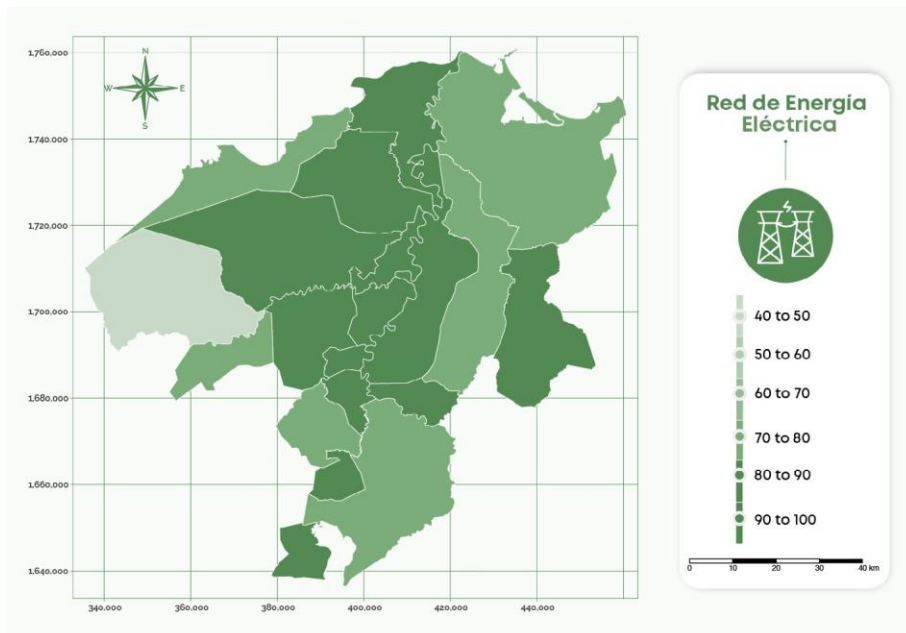 1,760,000
1,740,000
1,720,000
1,700,000
1,680,000
1,660,000
1,640,000
340,000
360,000
380,000
400,000
420,000
440,000
N
W
E
S
Red de Energía
Eléctrica
40 to 50
50 to 60
60 to 70
70 to 80
80 to 90
90 to 100
0 10 20 30 40 km